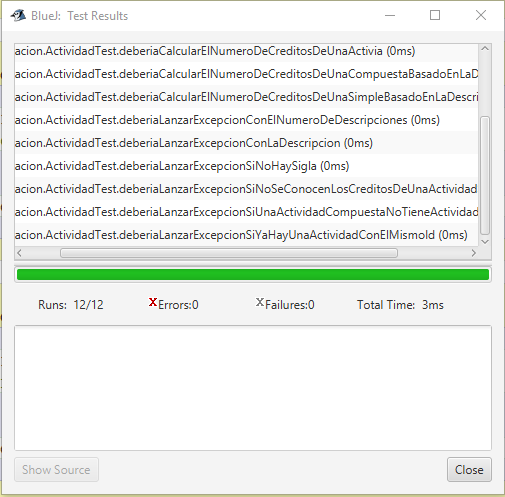 BlueJ: Test Results
acion.ActividadTest.deberiaCalcularElNumeroDeCreditosDeUnaActivia (0ms)
acion.ActividadTest.deberiaCalcularElNumeroDeCreditosDeUnaCompuestaBasadoEnLaD
acion.ActividadTest.deberiaCalcularElNumeroDeCreditosDeUnaSimpleBasadoEnLaDescri
acion.ActividadTest.deberiaLanzarExcepcionConElNumeroDeDescripciones (0ms)
acion.ActividadTest.deberiaLanzarExcepcionConLaDescripcion (0ms)
acion.ActividadTest.deberiaLanzarExcepcionSiNoHaySigla (0ms)
acion.ActividadTest.deberiaLanzarExcepcionSiNoSeConocenLosCreditosDeUnaActividad
acion.ActividadTest.deberiaLanzarExcepcionSiUnaActividadCompuestaNoTieneActividad
acion.ActividadTest.deberiaLanzarExcepcionSiYaHayUnaActividadConElMismoId (0ms)
Runs: 12/12 XErrors:0 XFailures:0 Total Time: 3ms
Show Source Close